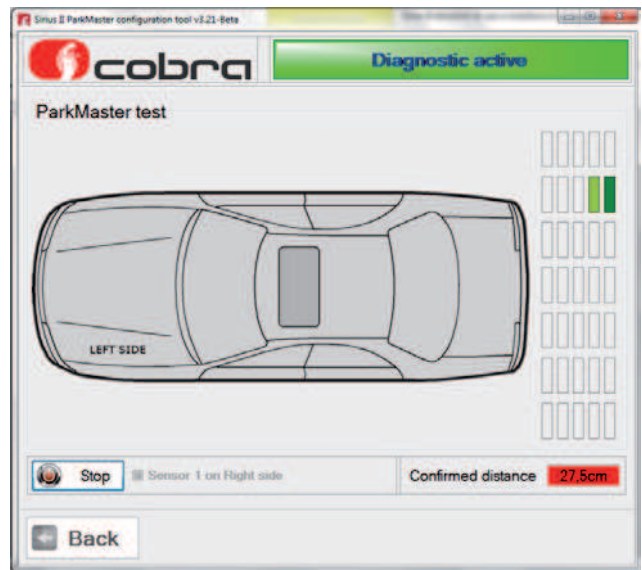 Sirius II ParkMaster configuration tool v3.21-Beta
cobra
Diagnostic active
ParkMaster test
LEFT SIDE
Stop
Sensor 1 on Right side
Confirmed distance
27,5cm
Back